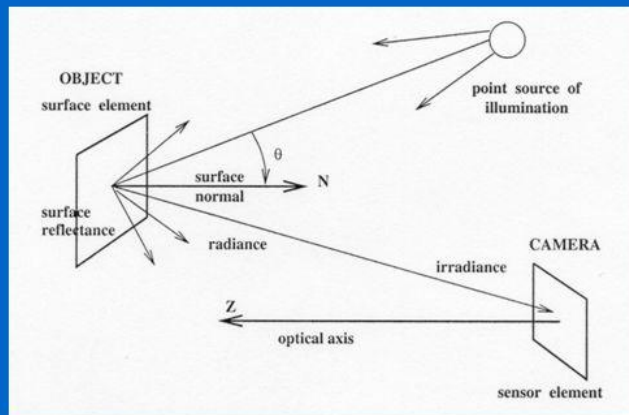 OBJECT
surface element
point source of
illumination
θ
surface
normal
N
surface
reflectance
radiance
CAMERA
irradiance
Z
optical axis
sensor element